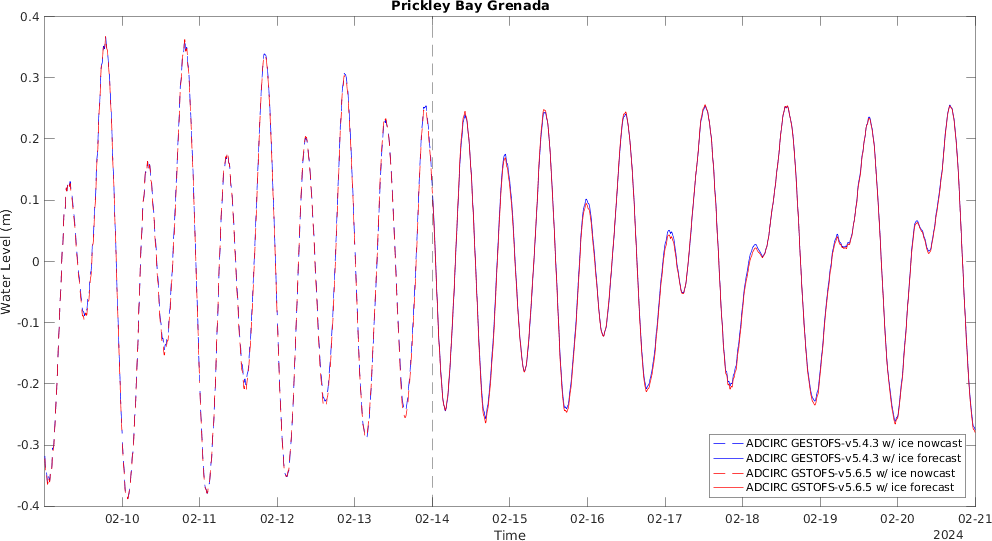 Prickley Bay Grenada
Water Level (m)
0.4
0.3
0.2
0.1
0
-0.1
-0.2
-0.3
-0.4
ADCIRC GESTOFS-v5.4.3 w/ ice nowcast
ADCIRC GESTOFS-v5.4.3 w/ ice forecast
ADCIRC GSTOFS-v5.6.5 w/ ice nowcast
ADCIRC GSTOFS-v5.6.5 w/ ice forecast
02-10 02-11 02-12 02-13 02-14 02-15 02-16 02-17 02-18 02-19 02-20 02-21
Time
2024